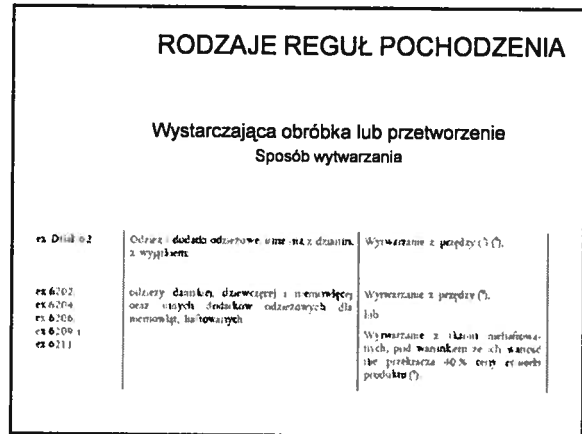 RODZAJE REGUŁ POCHODZENIA
Wystarczająca obróbka lub przetworzenie
Sposób wytwarzania
ex Dział 62
Odzież i dodatki odzieżowe, inne z dzianin,
z wyjątkiem:
Wytwarzanie z przędzy
ex 6202,
ex 6204,
ex 6206,
ex 6209 i
ex 6211
odzieży damskiej, dziewczęcej i niemowlęcej
oraz innych dodatków odzieżowych dla
niemowląt, haftowanych
Wytwarzanie z przędzy
lub
Wytwarzanie z tkanin niehaftowa-
nych, pod warunkiem że ich wartość
nie przekracza 40 % ceny ex works
produktu